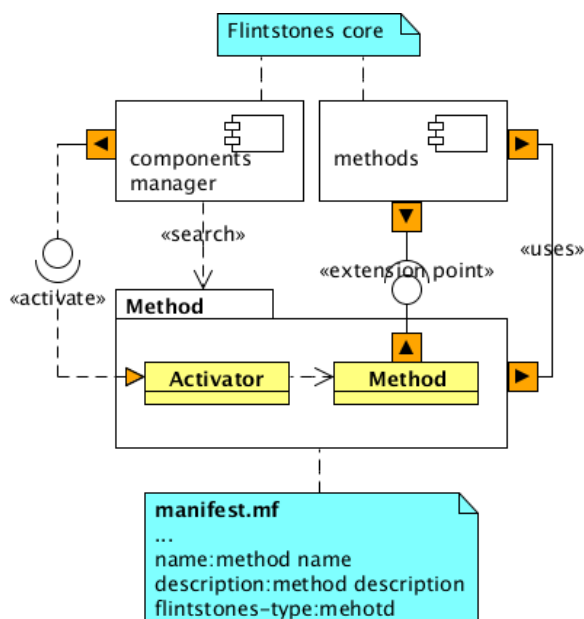 Flintstones core
components
manager
methods
«search»
«extension point»
«uses»
«activate»
Method
Activator
Method
manifest.mf
...
name:method name
description:method description
flintstones-type:mehotd